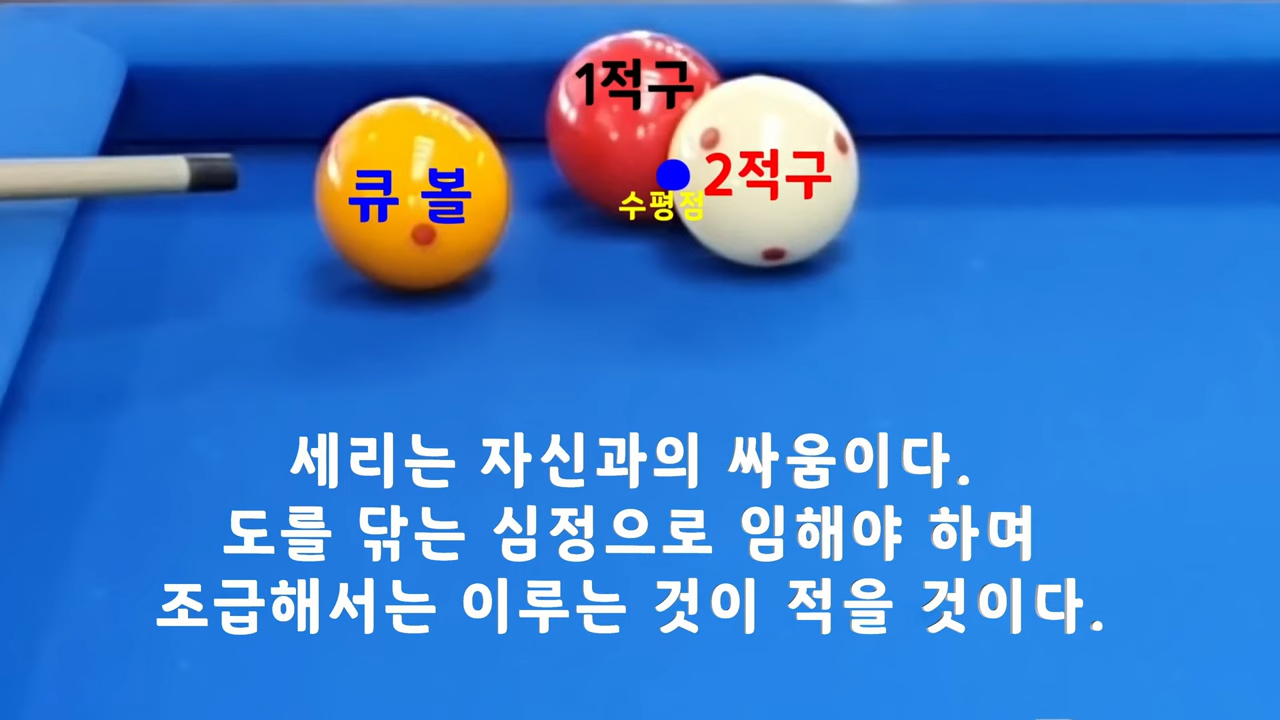 1적구
2적구
큐 볼
수평점
세리는 자신과의 싸움이다.
도를 닦는 심정으로 임해야 하며
조급해서는 이루는 것이 적을 것이다.